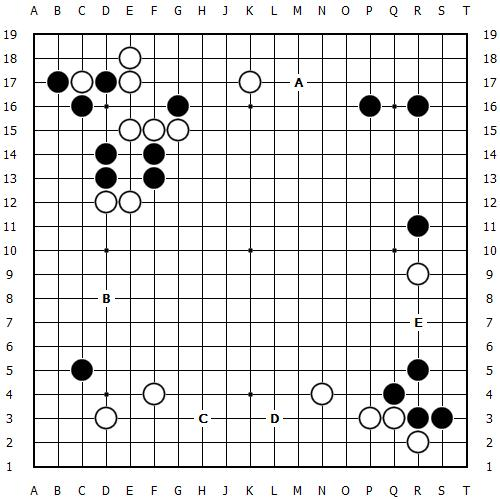 A B C D E F G H J K L M N O P Q R S T
19 19
18 18
17 A 17
16 16
15 15
14 14
13 13
12 12
11 11
10 10
9 9
8 B 8
7 E 7
6 6
5 5
4 4
3 C D 3
2 2
1 1
A B C D E F G H J K L M N O P Q R S T